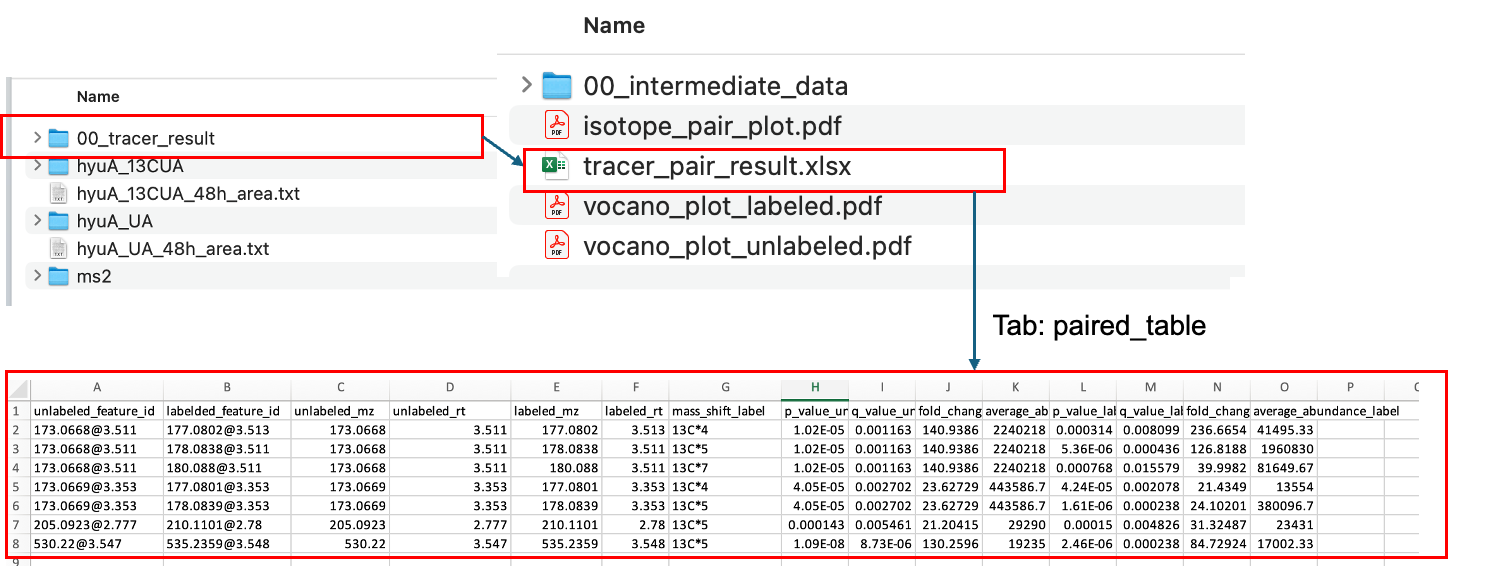 Name
00_tracer_result
hyuA_13CUA
hyuA_13CUA_48h_area.txt
hyuA_UA
hyuA_UA_48h_area.txt
ms2
Name
00_intermediate_data
PDF isotope_pair_plot.pdf
X tracer_pair_result.xlsx
PDF vocano_plot_labeled.pdf
PDF vocano_plot_unlabeled.pdf
Tab: paired_table
A B C D E F G H I J K L M N O P
1 unlabeled_feature_id labelded_feature_id unlabeled_mz unlabeled_rt labeled_mz labeled_rt mass_shift_label p_value_un q_value_un fold_chang average_ab p_value_lab q_value_lab fold_chang average_abundance_label
2 173.0668@3.511 177.0802@3.513 173.0668 3.511 177.0802 3.513 13C*4 1.02E-05 0.001163 140.9386 2240218 0.000314 0.008099 236.6654 41495.33
3 173.0668@3.511 178.0838@3.511 173.0668 3.511 178.0838 3.511 13C*5 1.02E-05 0.001163 140.9386 2240218 5.36E-06 0.000436 126.8188 1960830
4 173.0668@3.511 180.088@3.511 173.0668 3.511 180.088 3.511 13C*7 1.02E-05 0.001163 140.9386 2240218 0.000768 0.015579 39.9982 81649.67
5 173.0669@3.353 177.0801@3.353 173.0669 3.353 177.0801 3.353 13C*4 4.05E-05 0.002702 23.62729 443586.7 4.24E-05 0.002078 21.4349 13554
6 173.0669@3.353 178.0839@3.353 173.0669 3.353 178.0839 3.353 13C*5 4.05E-05 0.002702 23.62729 443586.7 1.61E-06 0.000238 24.10201 380096.7
7 205.0923@2.777 210.1101@2.78 205.0923 2.777 210.1101 2.78 13C*5 0.000143 0.005461 21.20415 29290 0.00015 0.004826 31.32487 23431
8 530.22@3.547 535.2359@3.548 530.22 3.547 535.2359 3.548 13C*5 1.09E-08 8.73E-06 130.2596 19235 2.46E-06 0.000238 84.72924 17002.33
9